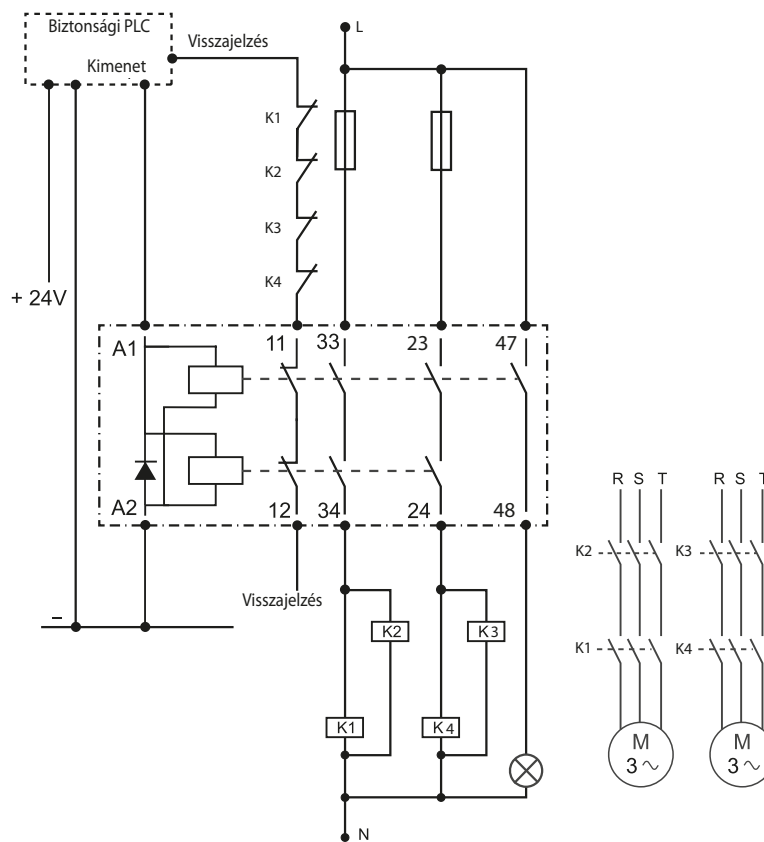 Biztonsági PLC
Kimenet
Visszajelzés
L
K1
K2
K3
K4
+ 24V
A1
11
33
23
47
A2
12
34
24
48
Visszajelzés
–
K2
K3
K1
K4
N
R S T
R S T
K2
K3
K1
K4
M
3 ~
M
3 ~